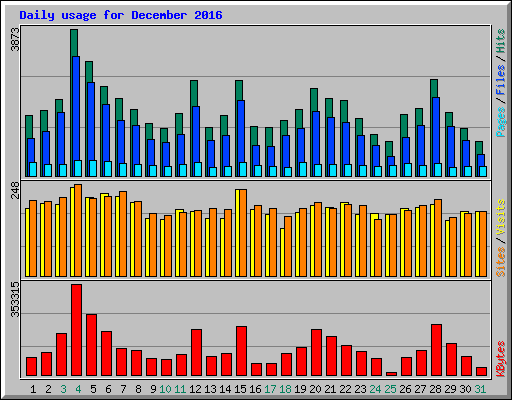 Daily usage for December 2016
3873
Pages / Files / Hits
248
Sites / Visits
353315
KBytes
1 2 3 4 5 6 7 8 9 10 11 12 13 14 15 16 17 18 19 20 21 22 23 24 25 26 27 28 29 30 31